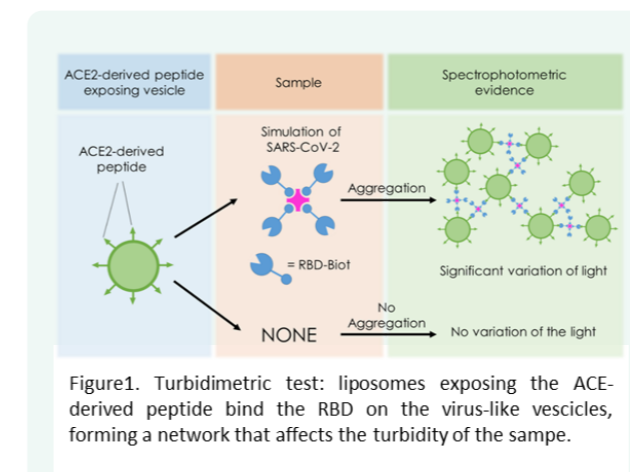 ACE2-derived peptide
exposing vesicle
Sample
Spectrophotometric
evidence
ACE2-derived
peptide
Simulation of
SARS-CoV-2
Aggregation
= RBD-Biot
Significant variation of light
NONE
No
Aggregation
No variation of the light
Figure1. Turbidimetric test: liposomes exposing the ACE-
derived peptide bind the RBD on the virus-like vescicles,
forming a network that affects the turbidity of the sampe.